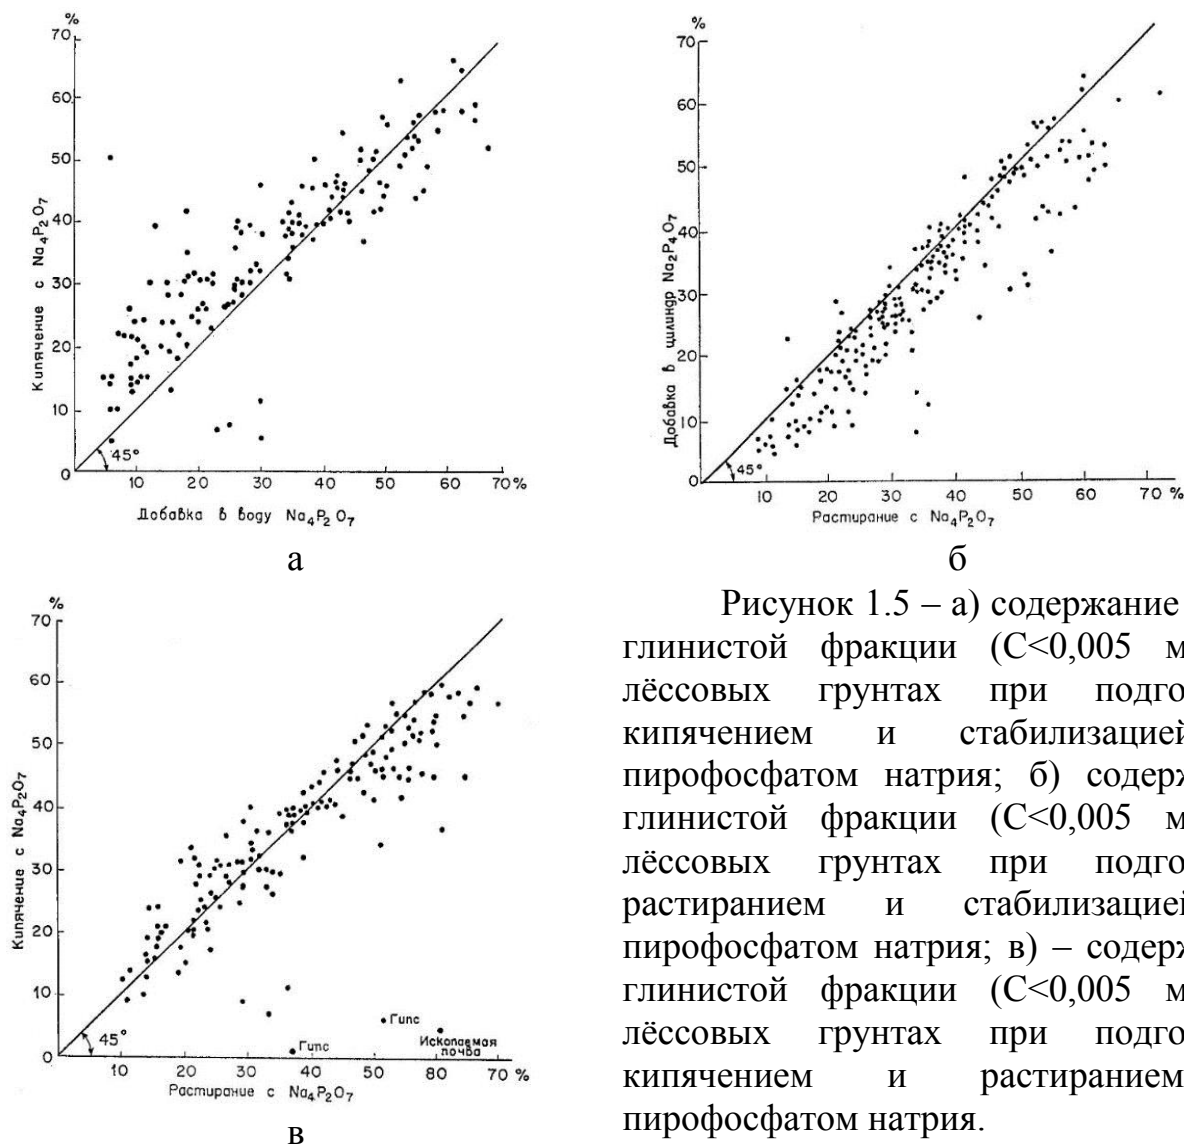 %
70
60
50
40
30
20
10
0
Кипячение с Na4P2O7
45°
10 20 30 40 50 60 70 %
Добавка в воду Na4P2O7
а
%
70
60
50
40
30
20
10
0
Добавка в цилиндр Na2P4O7
45°
10 20 30 40 50 60 70 %
Растирание с Na4P2O7
б
%
70
60
50
40
30
20
10
0
Кипячение с Na4P2O7
45°
Гипс
Гипс
Ископаемая
почва
10 20 30 40 50 60 80 70 %
Растирание с Na4P2O7
в
Рисунок 1.5 – а) содержание
глинистой фракции (С<0,005 м
лёссовых грунтах при подго
кипячением и стабилизацией
пирофосфатом натрия; б) содерж
глинистой фракции (С<0,005 м
лёссовых грунтах при подго
растиранием и стабилизацией
пирофосфатом натрия; в) – содерж
глинистой фракции (С<0,005 м
лёссовых грунтах при подго
кипячением и растиранием
пирофосфатом натрия.